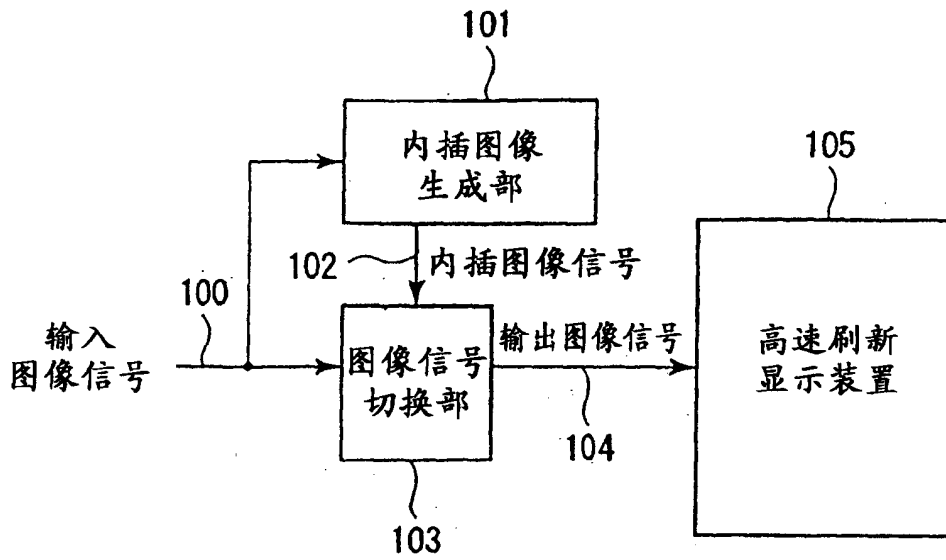 101
内插图像
生成部
105
102
内插图像信号
100
输入
图像信号
图像信号
切换部
输出图像信号
高速刷新
显示装置
104
103